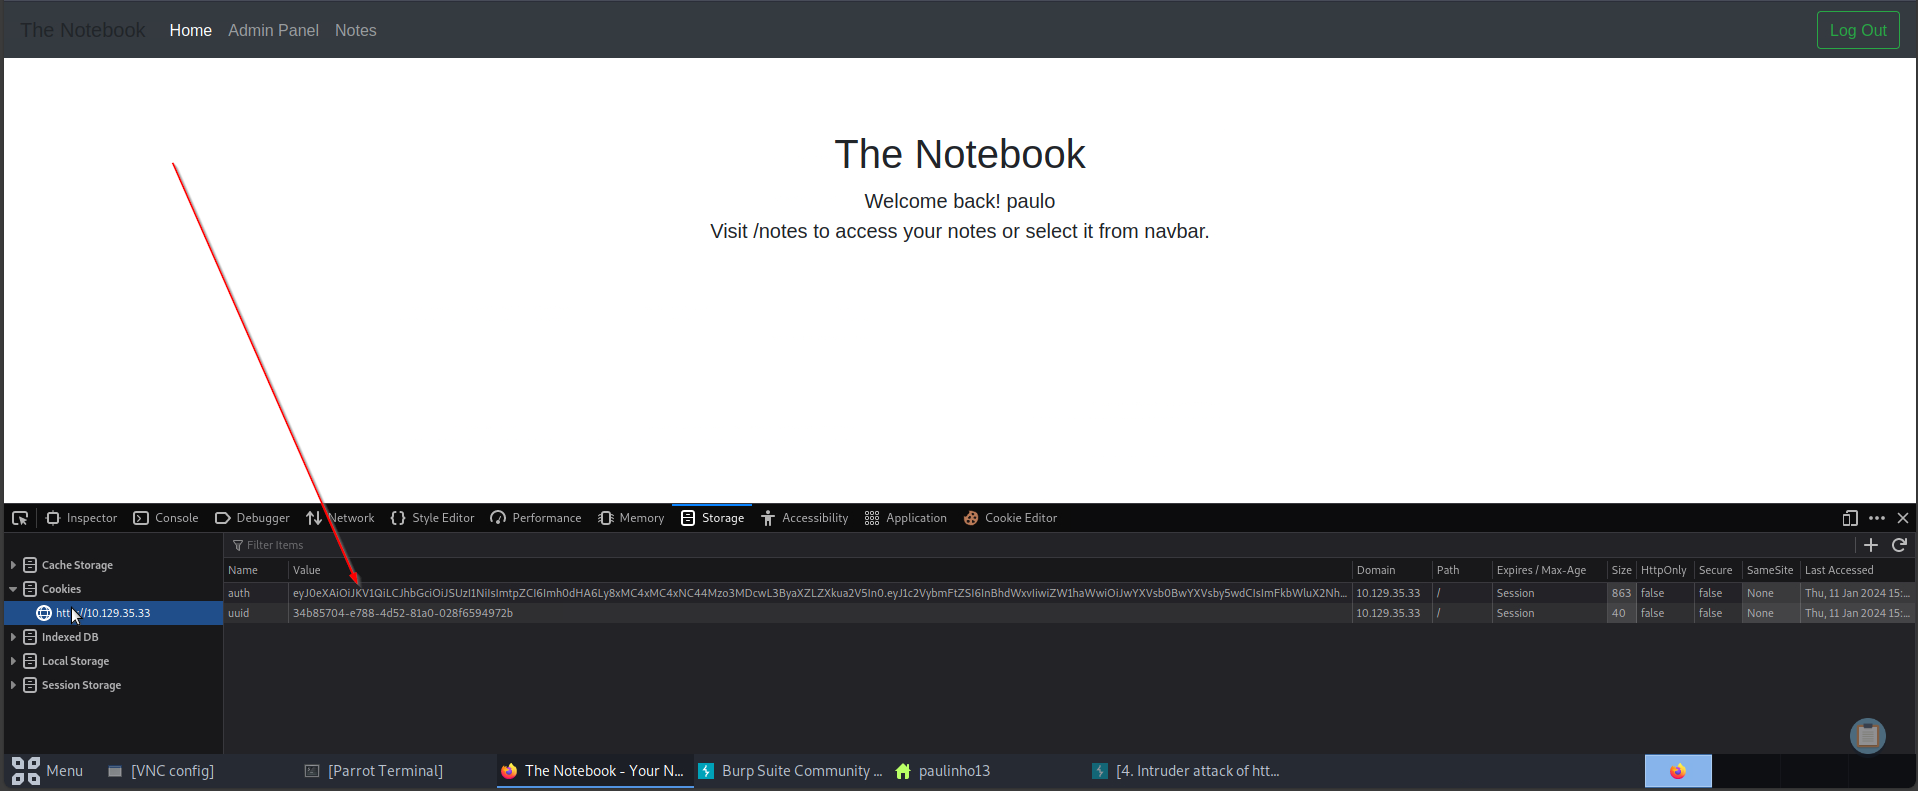 The Notebook Home Admin Panel Notes Log Out
The Notebook
Welcome back! paulo
Visit /notes to access your notes or select it from navbar.
Inspector Console Debugger Network Style Editor Performance Memory Storage Accessibility Application Cookie Editor
Filter Items
Cache Storage
Cookies
http://10.129.35.33
Indexed DB
Local Storage
Session Storage
Name Value Domain Path Expires / Max-Age Size HttpOnly Secure SameSite Last Accessed
auth 10.129.35.33 / Session 863 false false None Thu, 11 Jan 2024 15:...
uuid 34b85704-e788-4d52-81a0-028f6594972b 10.129.35.33 / Session 40 false false None Thu, 11 Jan 2024 15:...
Menu [VNC config] [Parrot Terminal] The Notebook - Your N... Burp Suite Community ... paulinho13 [4. Intruder attack of htt...